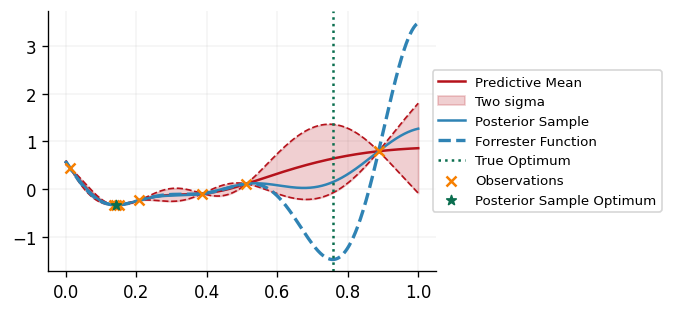 3
2
1
0
−1
0.0 0.2 0.4 0.6 0.8 1.0
Predictive Mean
Two sigma
Posterior Sample
Forrester Function
True Optimum
Observations
Posterior Sample Optimum